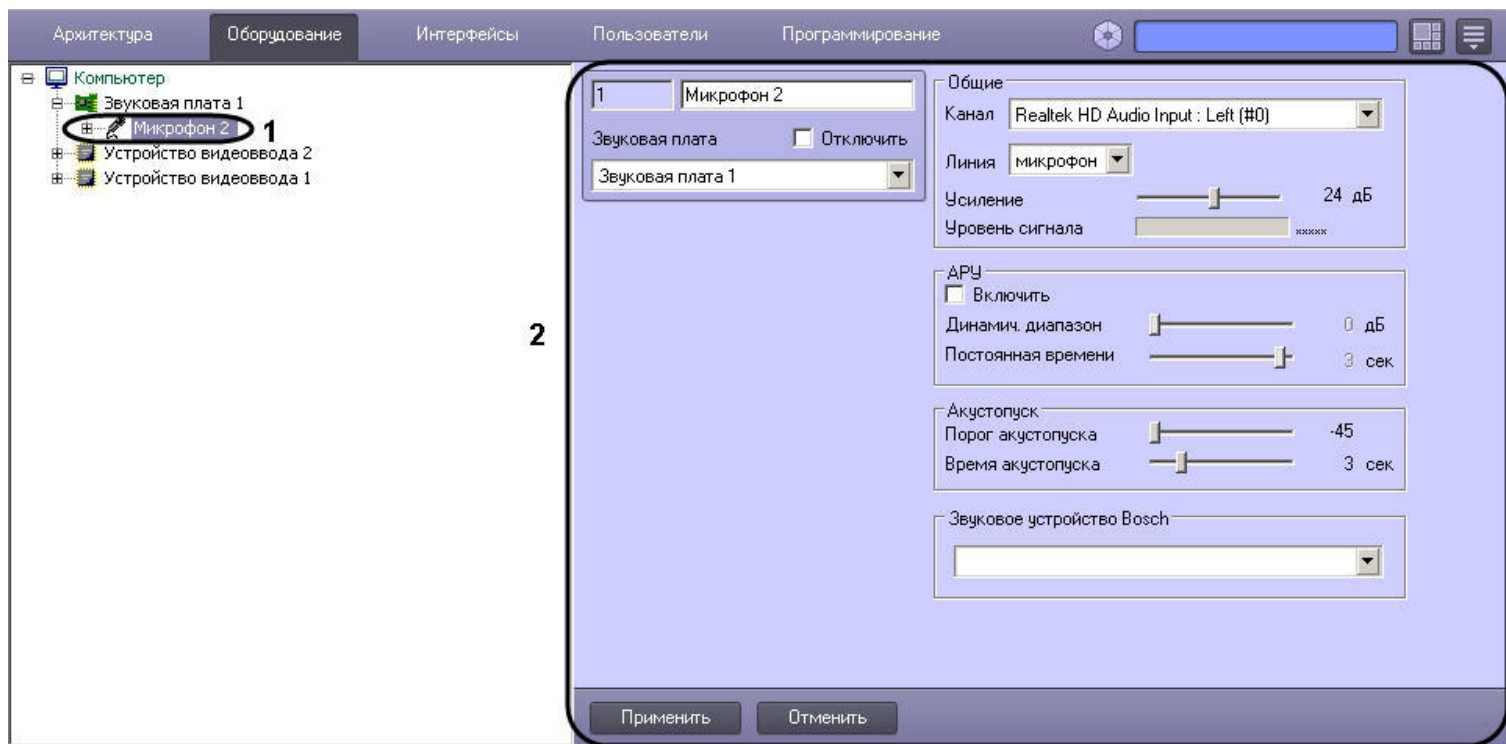 Архитектура Оборудование Интерфейсы Пользователи Программирование
Компьютер
Звуковая плата 1
Микрофон 2 1
Устройство видеоввода 2
Устройство видеоввода 1
2
1 Микрофон 2
Звуковая плата Отключить
Звуковая плата 1
Общие
Канал Realtek HD Audio Input : Left (#0)
Линия микрофон
Усиление 24 дБ
Уровень сигнала xxxxx
АРУ
Включить
Динамич. диапазон 0 дБ
Постоянная времени 3 сек
Акустопуск
Порог акустопуска -45
Время акустопуска 3 сек
Звуковое устройство Bosch
Применить Отменить